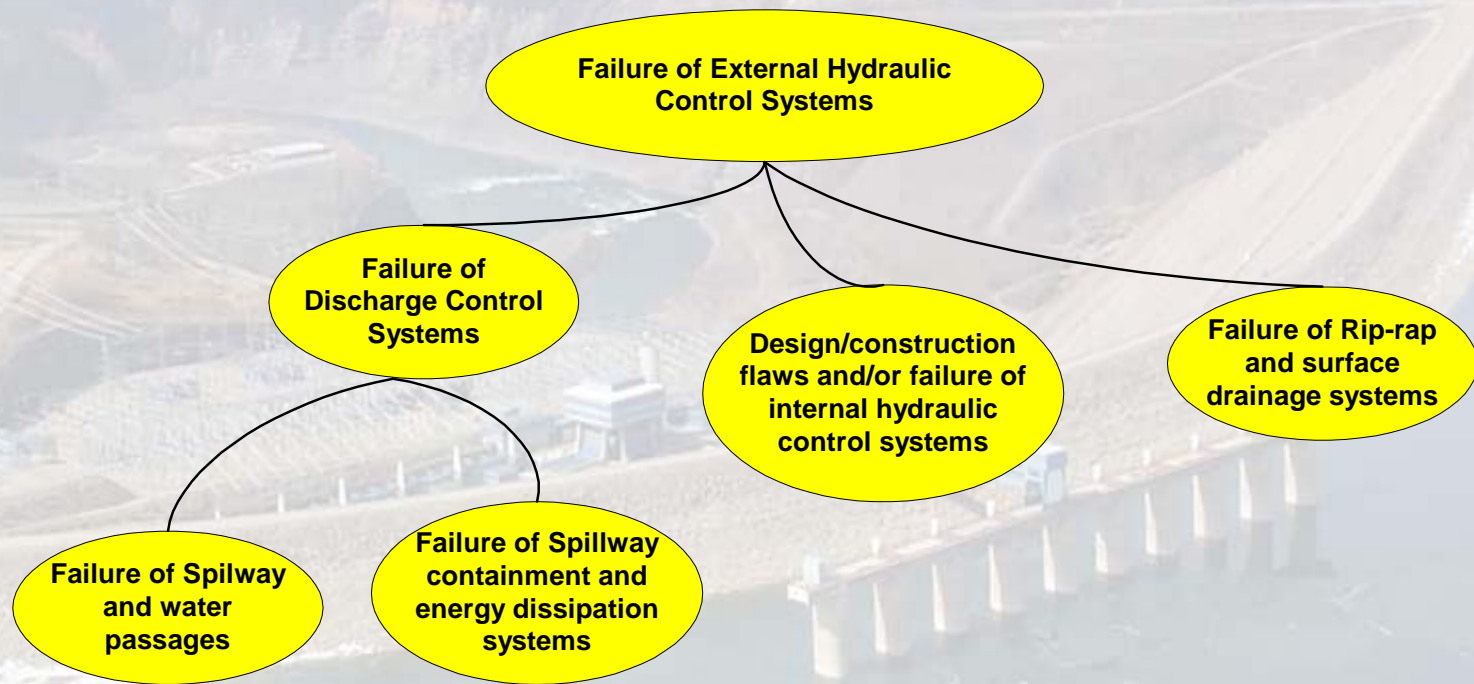 Failure of External Hydraulic
Control Systems
Failure of
Discharge Control
Systems
Design/construction
flaws and/or failure of
internal hydraulic
control systems
Failure of Rip-rap
and surface
drainage systems
Failure of Spilway
and water
passages
Failure of Spillway
containment and
energy dissipation
systems